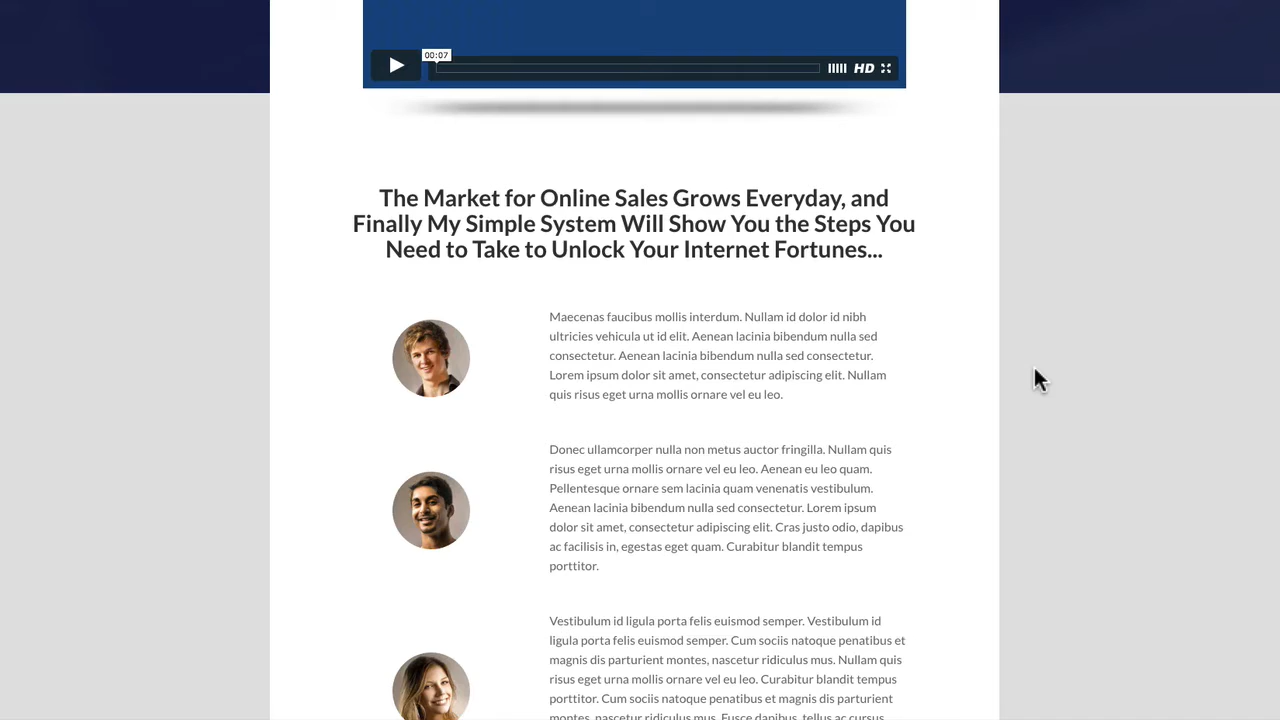 00:07
HD
The Market for Online Sales Grows Everyday, and
Finally My Simple System Will Show You the Steps You
Need to Take to Unlock Your Internet Fortunes...
Maecenas faucibus mollis interdum. Nullam id dolor id nibh
ultricies vehicula ut id elit. Aenean lacinia bibendum nulla sed
consectetur. Aenean lacinia bibendum nulla sed consectetur.
Lorem ipsum dolor sit amet, consectetur adipiscing elit. Nullam
quis risus eget urna mollis ornare vel eu leo.
Donec ullamcorper nulla non metus auctor fringilla. Nullam quis
risus eget urna mollis ornare vel eu leo. Aenean eu leo quam.
Pellentesque ornare sem lacinia quam venenatis vestibulum.
Aenean lacinia bibendum nulla sed consectetur. Lorem ipsum
dolor sit amet, consectetur adipiscing elit. Cras justo odio, dapibus
ac facilisis in, egestas eget quam. Curabitur blandit tempus
porttitor.
Vestibulum id ligula porta felis euismod semper. Vestibulum id
ligula porta felis euismod semper. Cum sociis natoque penatibus et
magnis dis parturient montes, nascetur ridiculus mus. Nullam quis
risus eget urna mollis ornare vel eu leo. Curabitur blandit tempus
porttitor. Cum sociis natoque penatibus et magnis dis parturient
montes, nascetur ridiculus mus. Fusce dapibus, tellus ac cursus